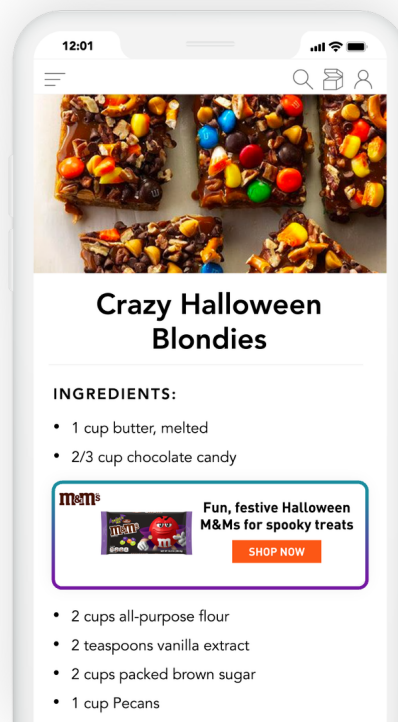 12:01
Crazy Halloween
Blondies
INGREDIENTS:
• 1 cup butter, melted
• 2/3 cup chocolate candy
m&m's
Fun, festive Halloween
M&Ms for spooky treats
m&m's
SHOP NOW
• 2 cups all-purpose flour
• 2 teaspoons vanilla extract
• 2 cups packed brown sugar
• 1 cup Pecans